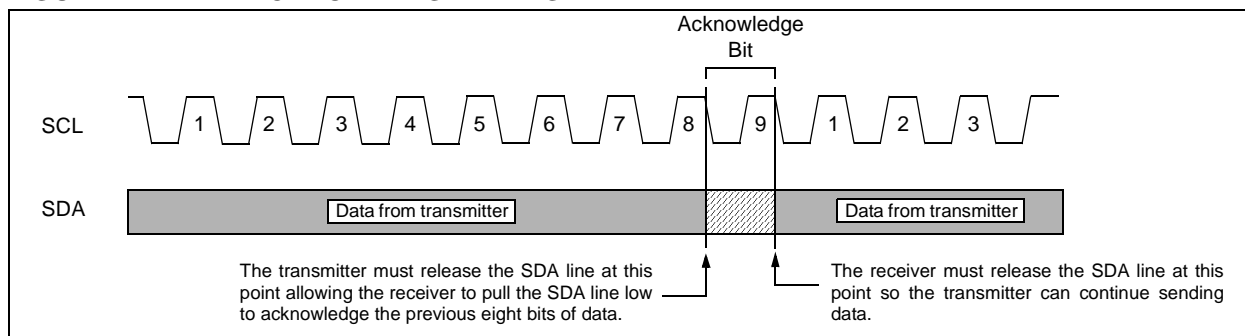 Acknowledge
Bit
SCL
1 2 3 4 5 6 7 8 9 1 2 3
SDA
Data from transmitter
Data from transmitter
The transmitter must release the SDA line at this
point allowing the receiver to pull the SDA line low
to acknowledge the previous eight bits of data.
The receiver must release the SDA line at this
point so the transmitter can continue sending
data.